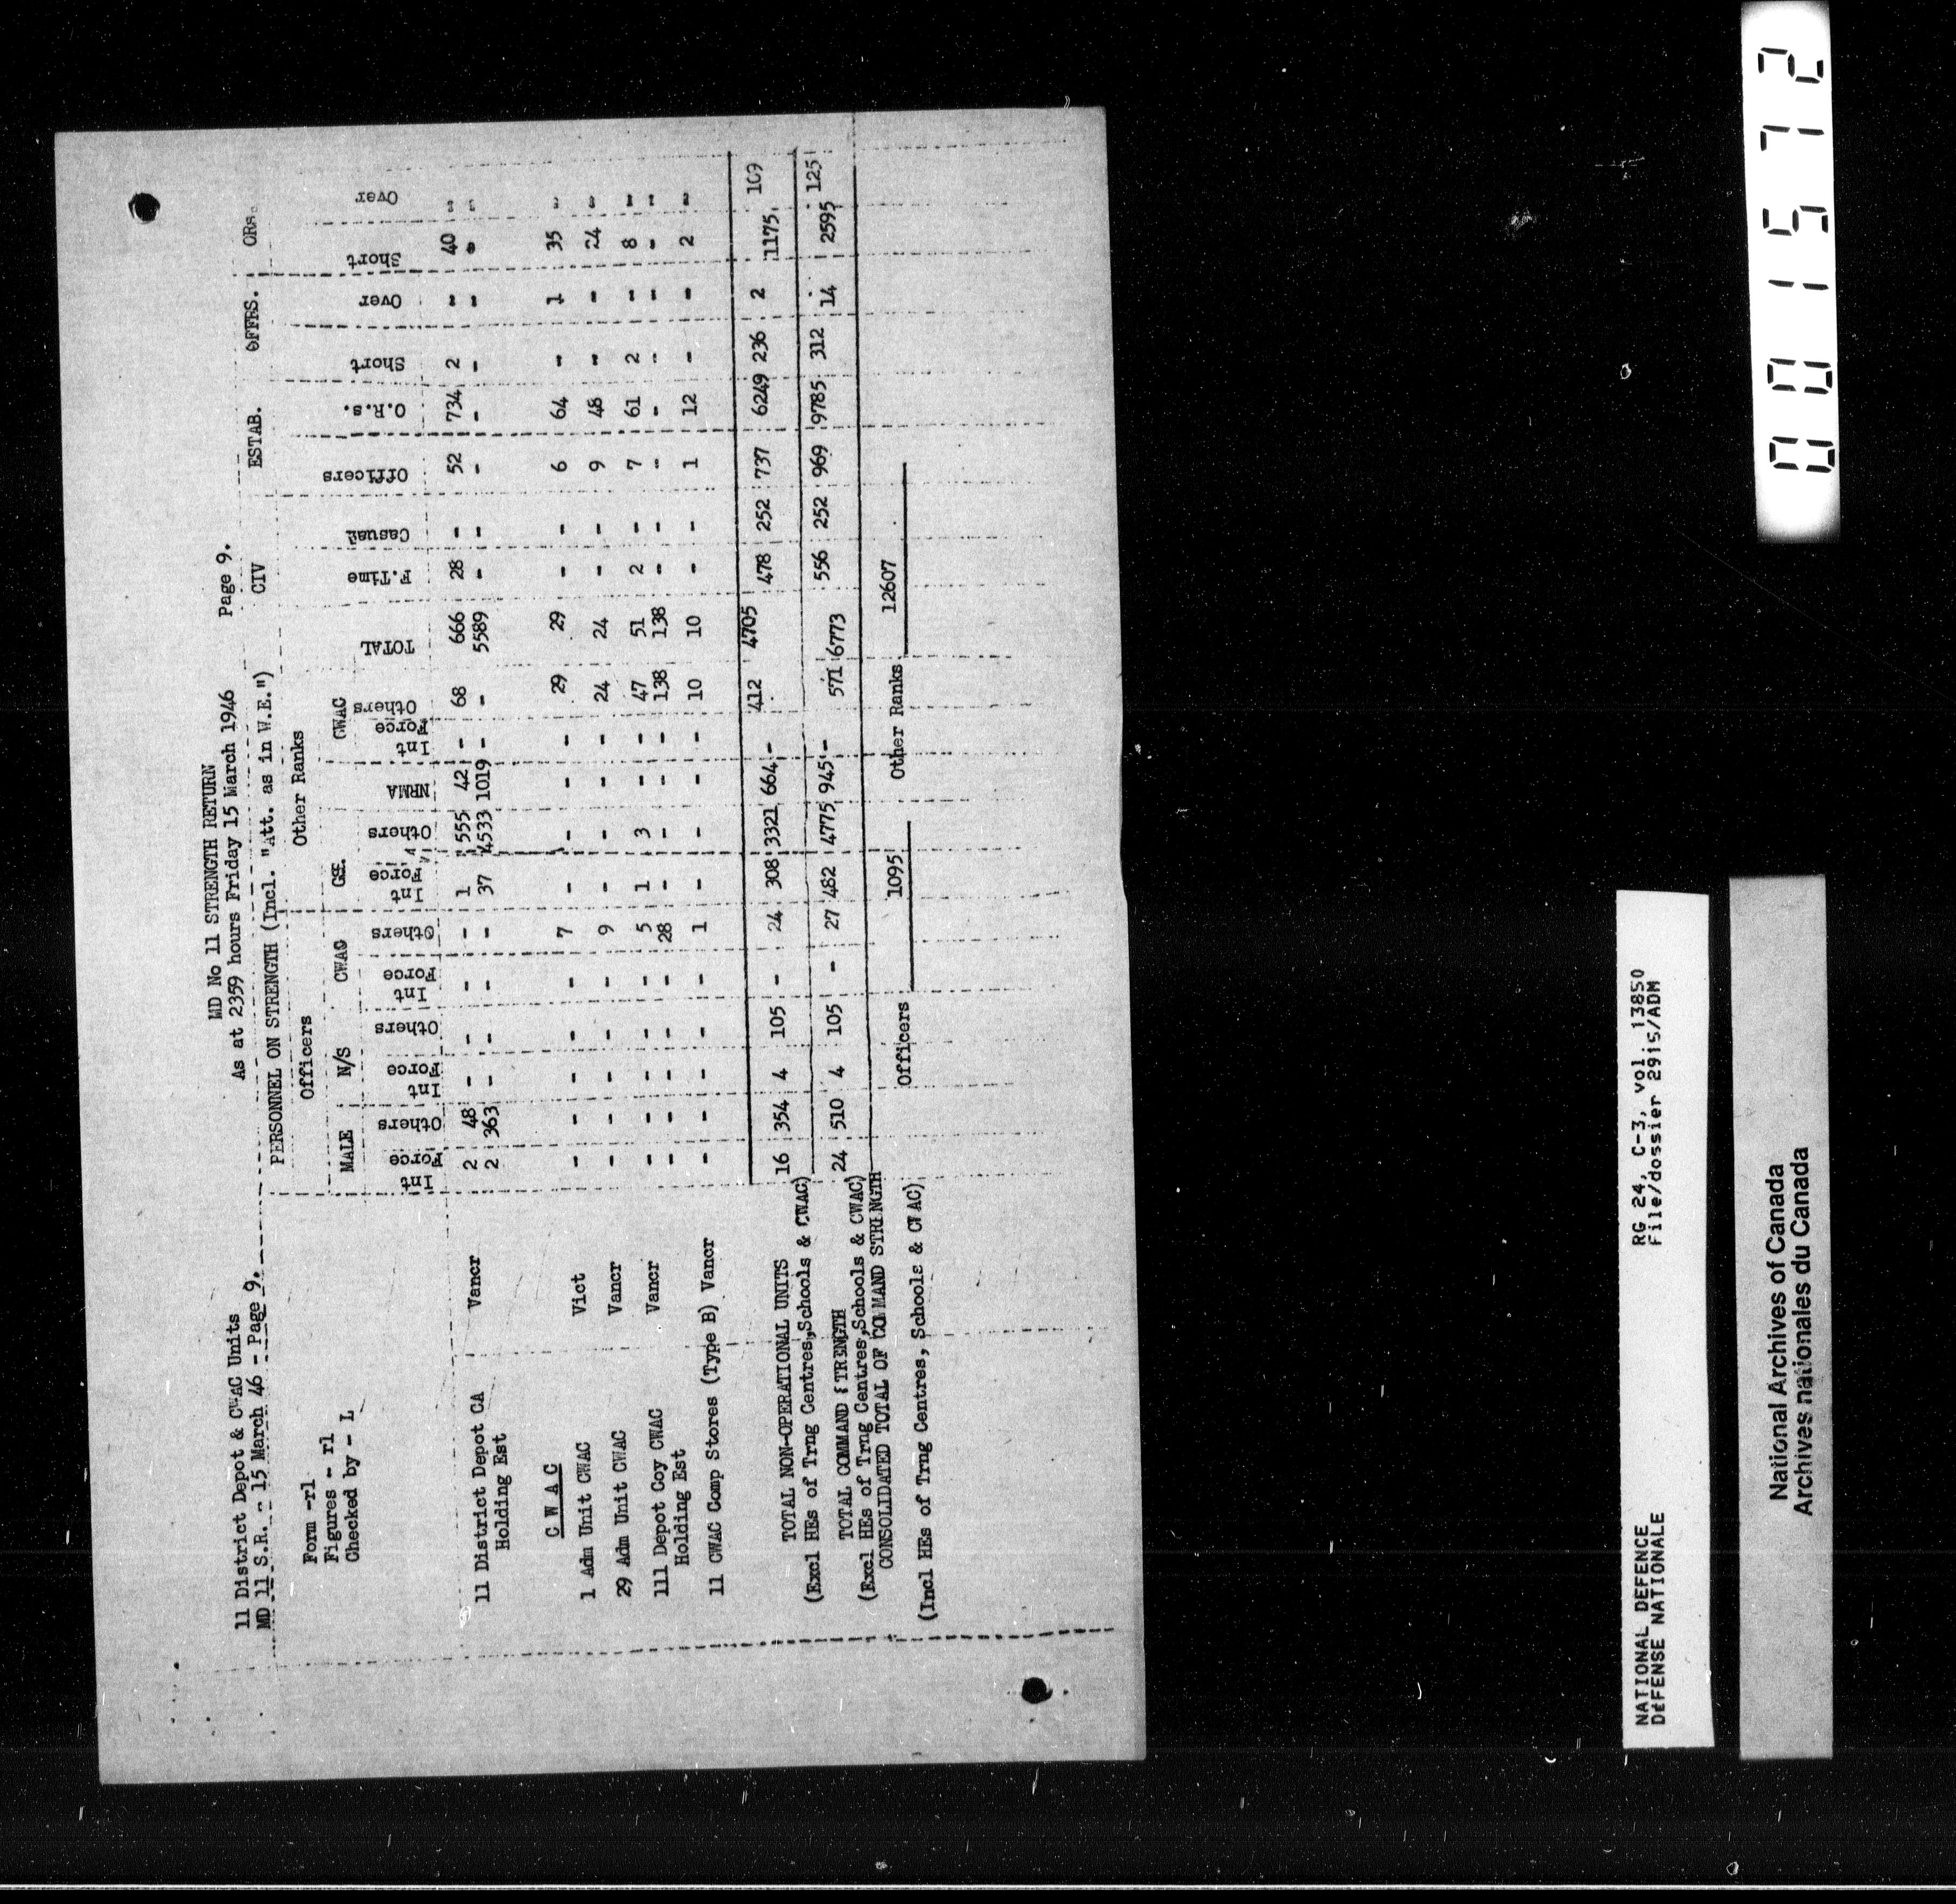 MD No 11 STRENGTH RETURN
11 District Depot & CWAC Units As at 2359 hours Friday 15 March 1946 Page 9.
MD 11 S.R. - 15 March 46 - Page 9.
PERSONNEL ON STRENGTH (Incl. "Att. as in W.E.") CIV ESTAB. OFFRS. ORs.
Form -rl Officers Other Ranks
Figures - rl
Checked by - L MALE N/S CWAC GS. CWAC
Int Force Others Int Force Others Int Force Others Int Force Others NRMA Int Force Others TOTAL F.Time Casual Officers O.R.s. Short Over Short Over
11 District Depot CA Vancr 2 48 - - - - 1 555 42 - 68 666 28 - 52 734 2 - 40 -
Holding Est 2 363 - - - - 37 4533 1019 - - 5589 - - - - - - - -
C W A C
1 Adm Unit CWAC Vict - - - - - 7 - - - - 29 29 - - 6 64 - 1 35 -
29 Adm Unit CWAC Vancr - - - - - 9 - - - - 24 24 - - 9 48 - - 24 -
111 Depot Coy CWAC Vancr - - - - - 5 1 3 - - 47 51 2 - 7 61 2 - 8 -
Holding Est - - - - - 28 - - - - 138 138 - - - - - - - -
11 CWAC Comp Stores (Type B) Vancr - - - - - 1 - - - - 10 10 - - 1 12 - - 2 -
TOTAL NON-OPERATIONAL UNITS 16 354 4 105 - 24 308 3321 664 - 412 4705 478 252 737 6249 236 2 1175 109
(Excl HEs of Trng Centres, Schools & CWAC)
TOTAL COMMAND STRENGTH 24 510 4 105 - 27 482 4775 945 - 571 6773 556 252 969 9785 312 14 2595 125
(Excl HEs of Trng Centres, Schools & CWAC)
CONSOLIDATED TOTAL OF COMMAND STRENGTH
Officers 1095 Other Ranks 12607
(Incl HEs of Trng Centres, Schools & CWAC)
NATIONAL DEFENCE RG 24, C-3, vol. 13850
DÉFENSE NATIONALE File/dossier 2915/ADM
National Archives of Canada
Archives nationales du Canada
001572